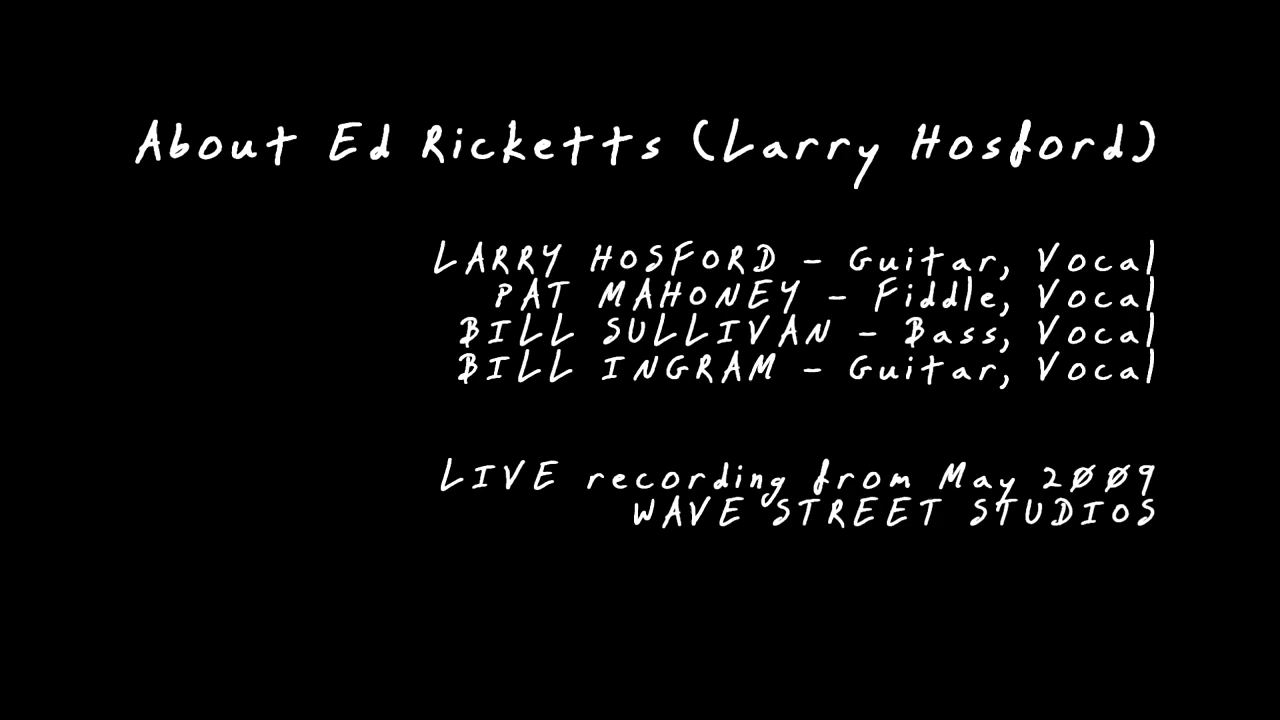 About Ed Ricketts (Larry Hosford)
LARRY HOSFORD - Guitar, Vocal
PAT MAHONEY - Fiddle, Vocal
BILL SULLIVAN - Bass, Vocal
BILL INGRAM - Guitar, Vocal
LIVE recording from May 2009
WAVE STREET STUDIOS